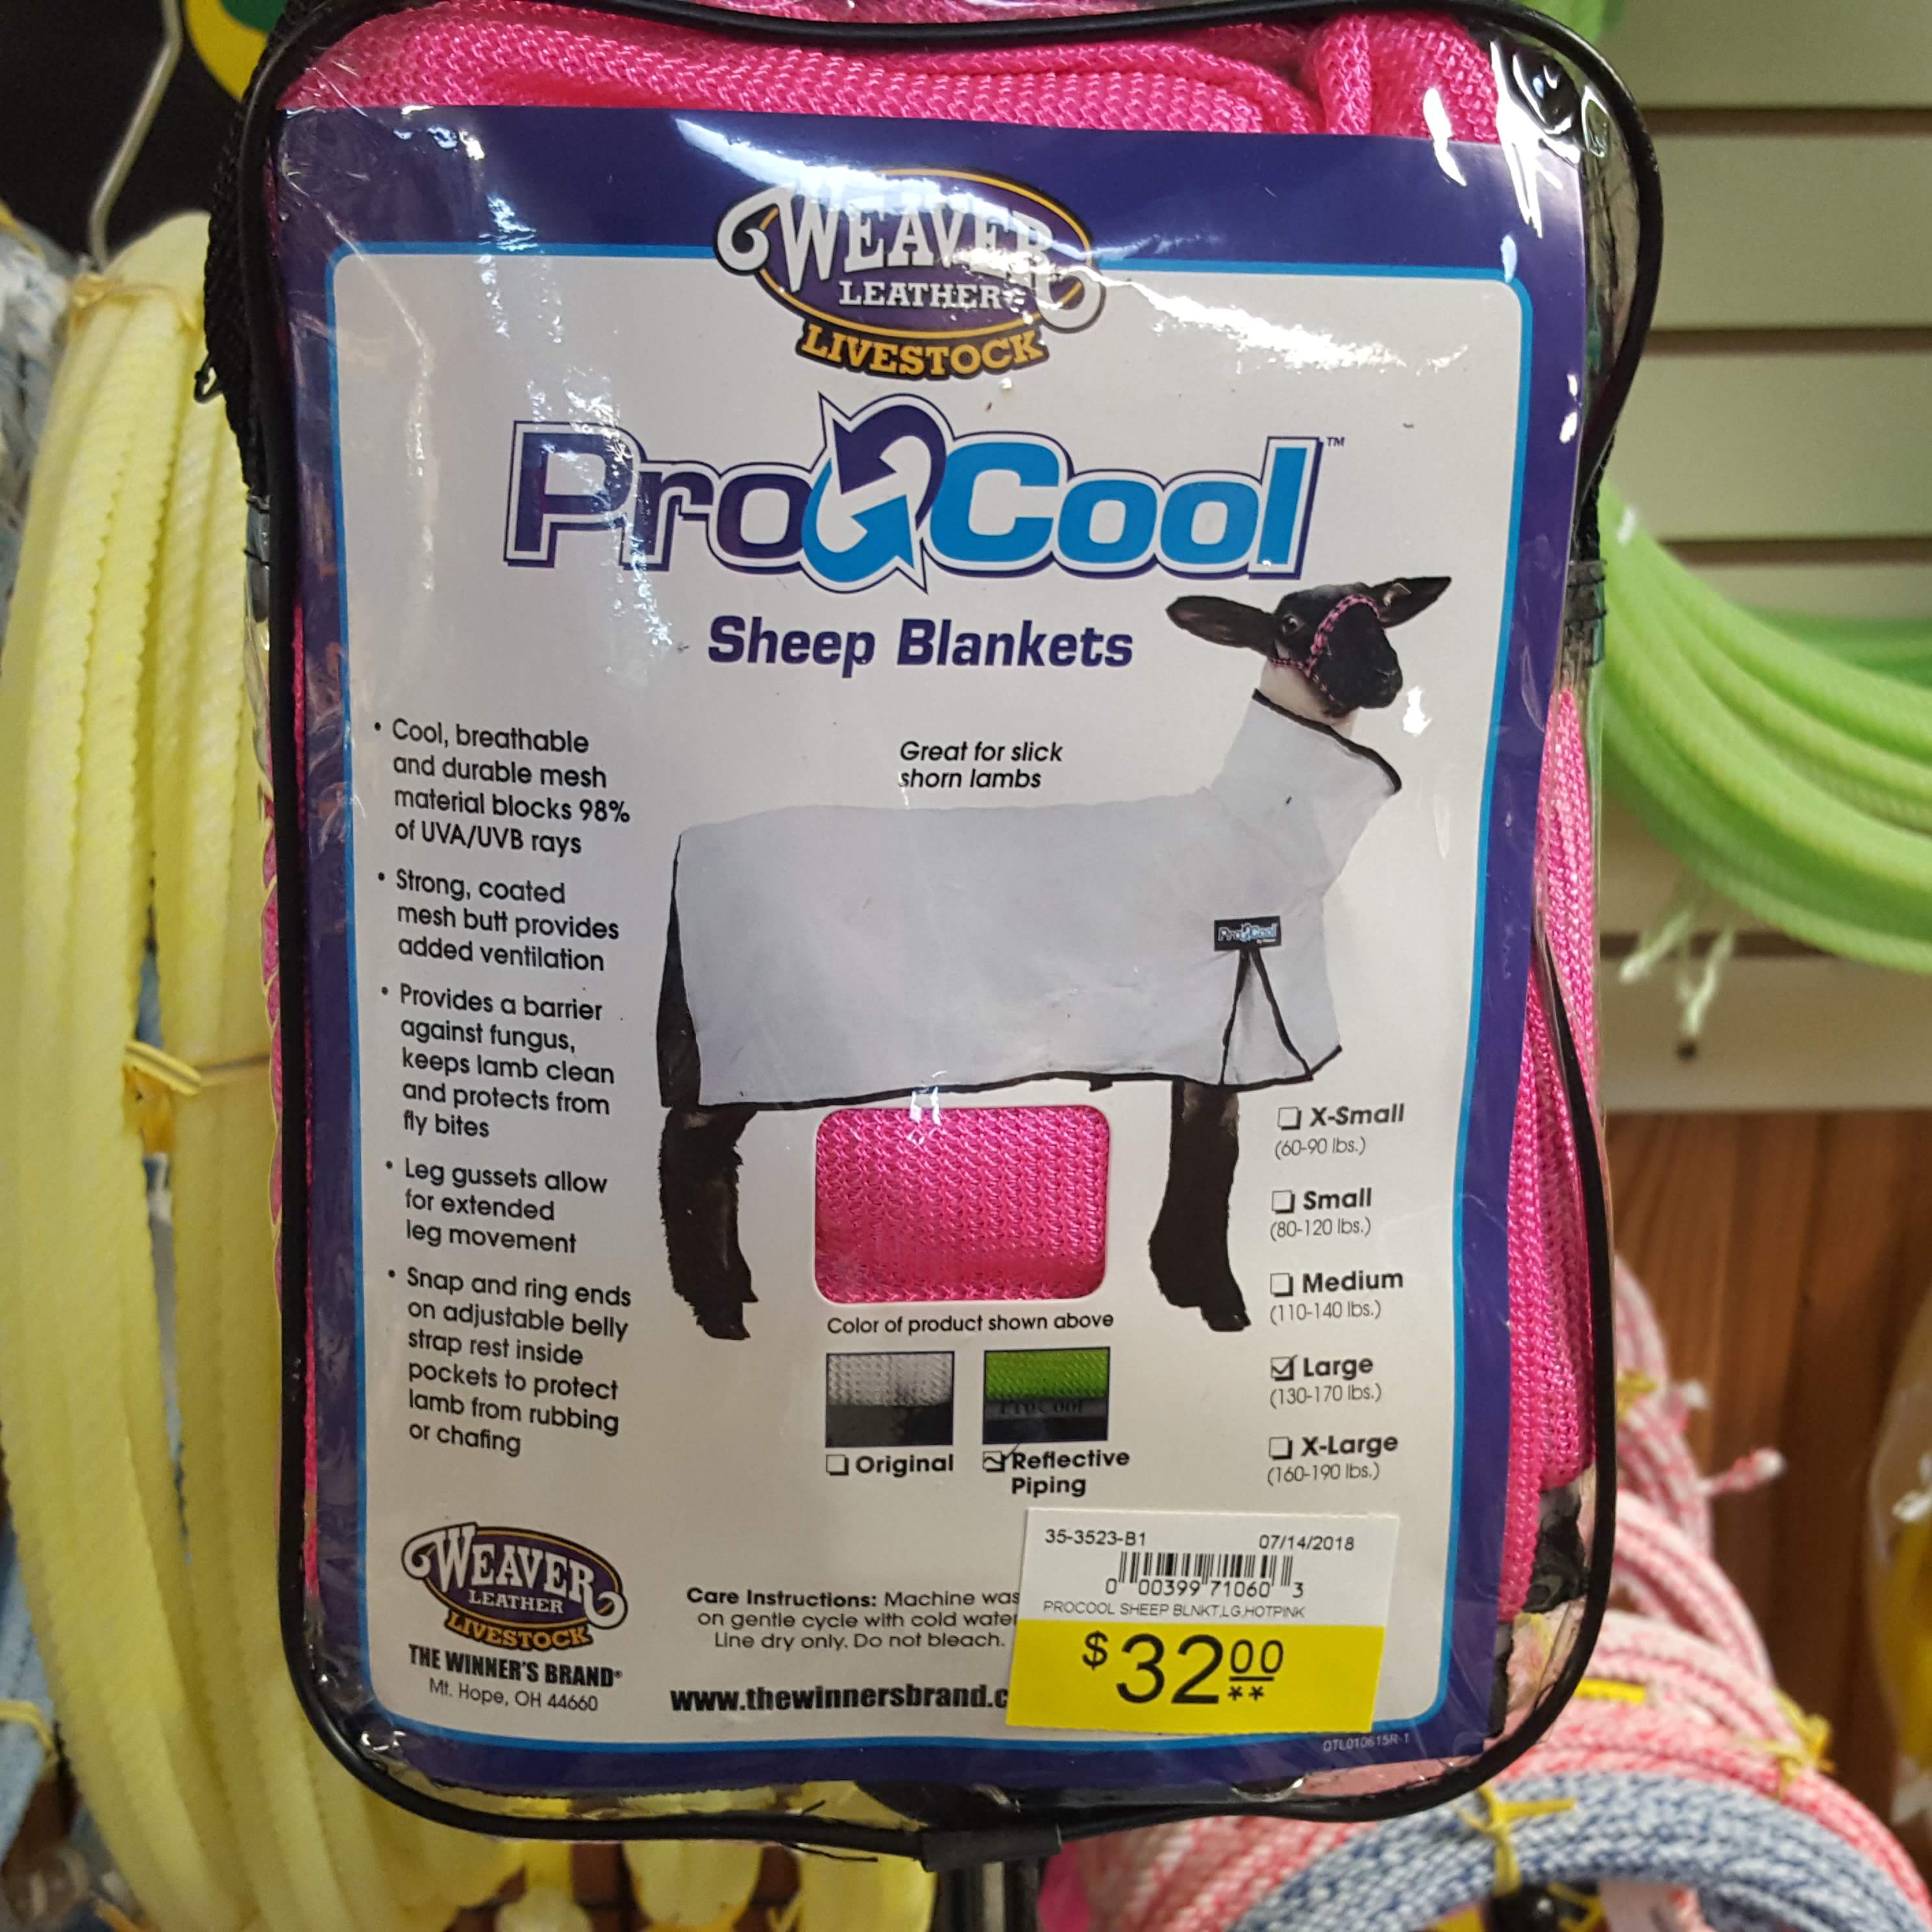 WEAVER
LEATHER
LIVESTOCK
ProCool™
Sheep Blankets
• Cool, breathable
and durable mesh
material blocks 98%
of UVA/UVB rays
• Strong, coated
mesh butt provides
added ventilation
• Provides a barrier
against fungus,
keeps lamb clean
and protects from
fly bites
• Leg gussets allow
for extended
leg movement
• Snap and ring ends
on adjustable belly
strap rest inside
pockets to protect
lamb from rubbing
or chafing
Great for slick
shorn lambs
ProCool
Color of product shown above
ProCool
Original
Reflective
Piping
X-Small
(60-90 lbs.)
Small
(80-120 lbs.)
Medium
(110-140 lbs.)
Large
(130-170 lbs.)
X-Large
(160-190 lbs.)
WEAVER
LEATHER
LIVESTOCK
THE WINNER'S BRAND®
Mt. Hope, OH 44660
Care Instructions: Machine was
on gentle cycle with cold water
Line dry only. Do not bleach.
www.thewinnersbrand.c
35-3523-B1 07/14/2018
0 00399 71060 3
PROCOOL SHEEP BLNKT,LG,HOTPINK
$32.00
**
OTL010615R-1